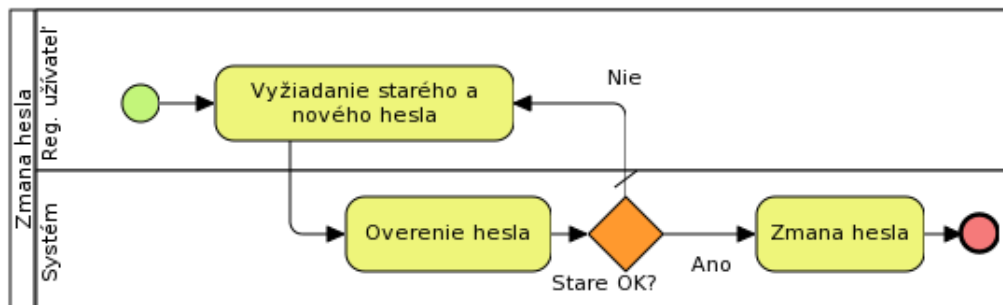 Zmana hesla
Reg. užívateľ
Vyžiadanie starého a
nového hesla
Nie
Systém
Overenie hesla
Stare OK?
Ano
Zmana hesla